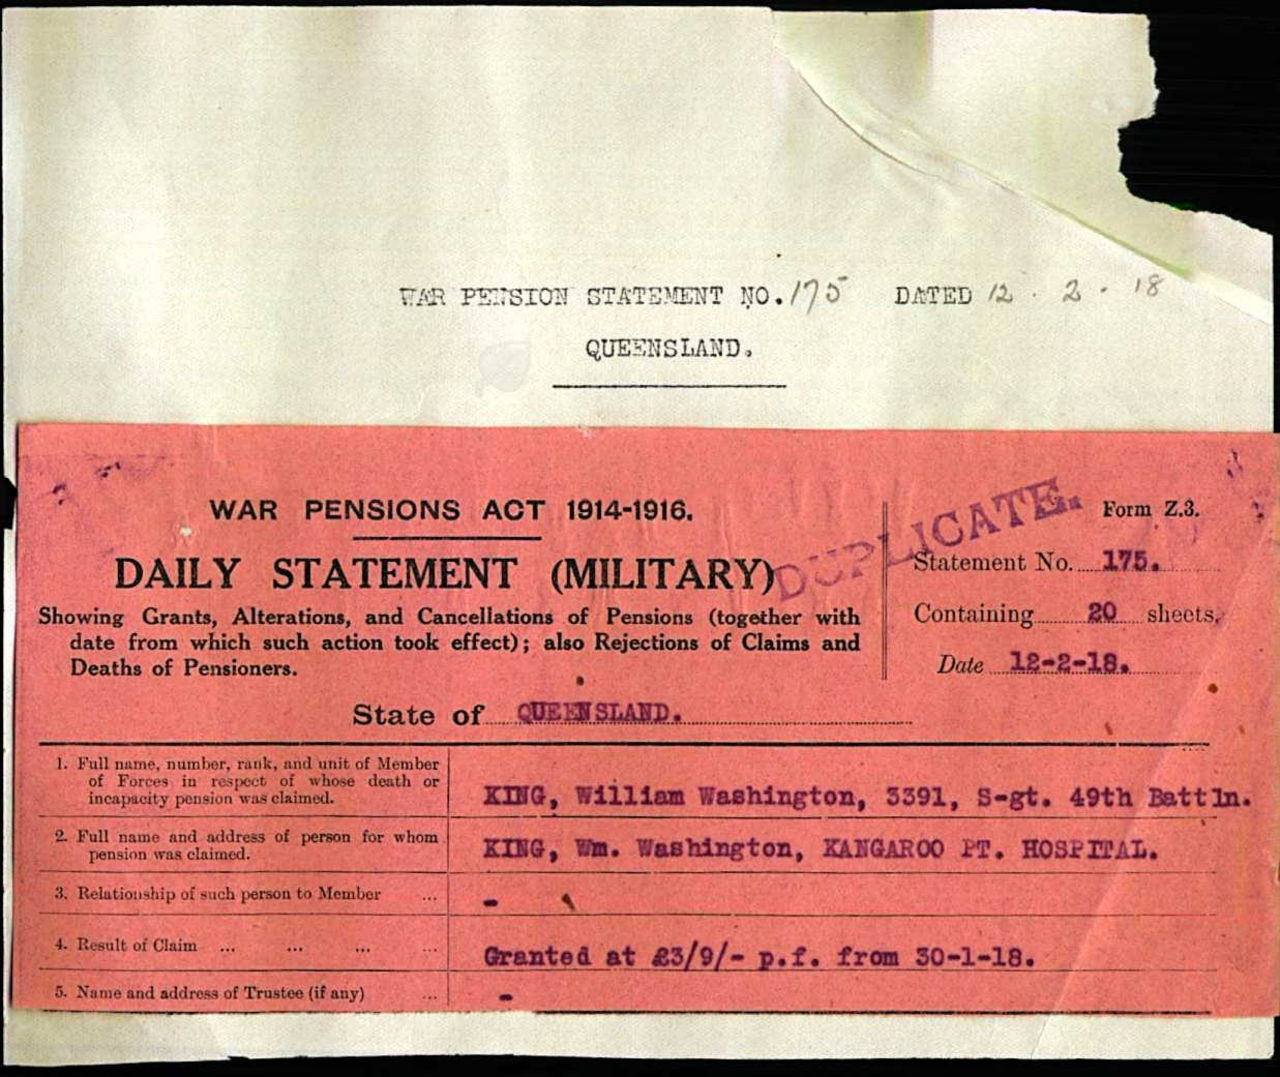 WAR PENSION STATEMENT NO. 175 DATED 12 . 2 . 18
QUEENSLAND.
WAR PENSIONS ACT 1914-1916.
DUPLICATE.
Form Z.3.
DAILY STATEMENT (MILITARY)
Statement No. 175.
Showing Grants, Alterations, and Cancellations of Pensions (together with
date from which such action took effect); also Rejections of Claims and
Deaths of Pensioners.
Containing 20 sheets.
Date 12-2-18.
State of QUEENSLAND.
1. Full name, number, rank, and unit of Member
of Forces in respect of whose death or
incapacity pension was claimed.
KING, William Washington, 3391, S-gt. 49th Battln.
2. Full name and address of person for whom
pension was claimed.
KING, Wm. Washington, KANGAROO PT. HOSPITAL.
3. Relationship of such person to Member ...
-
4. Result of Claim ... ... ... ...
Granted at £3/9/- p.f. from 30-1-18.
5. Name and address of Trustee (if any) ...
-